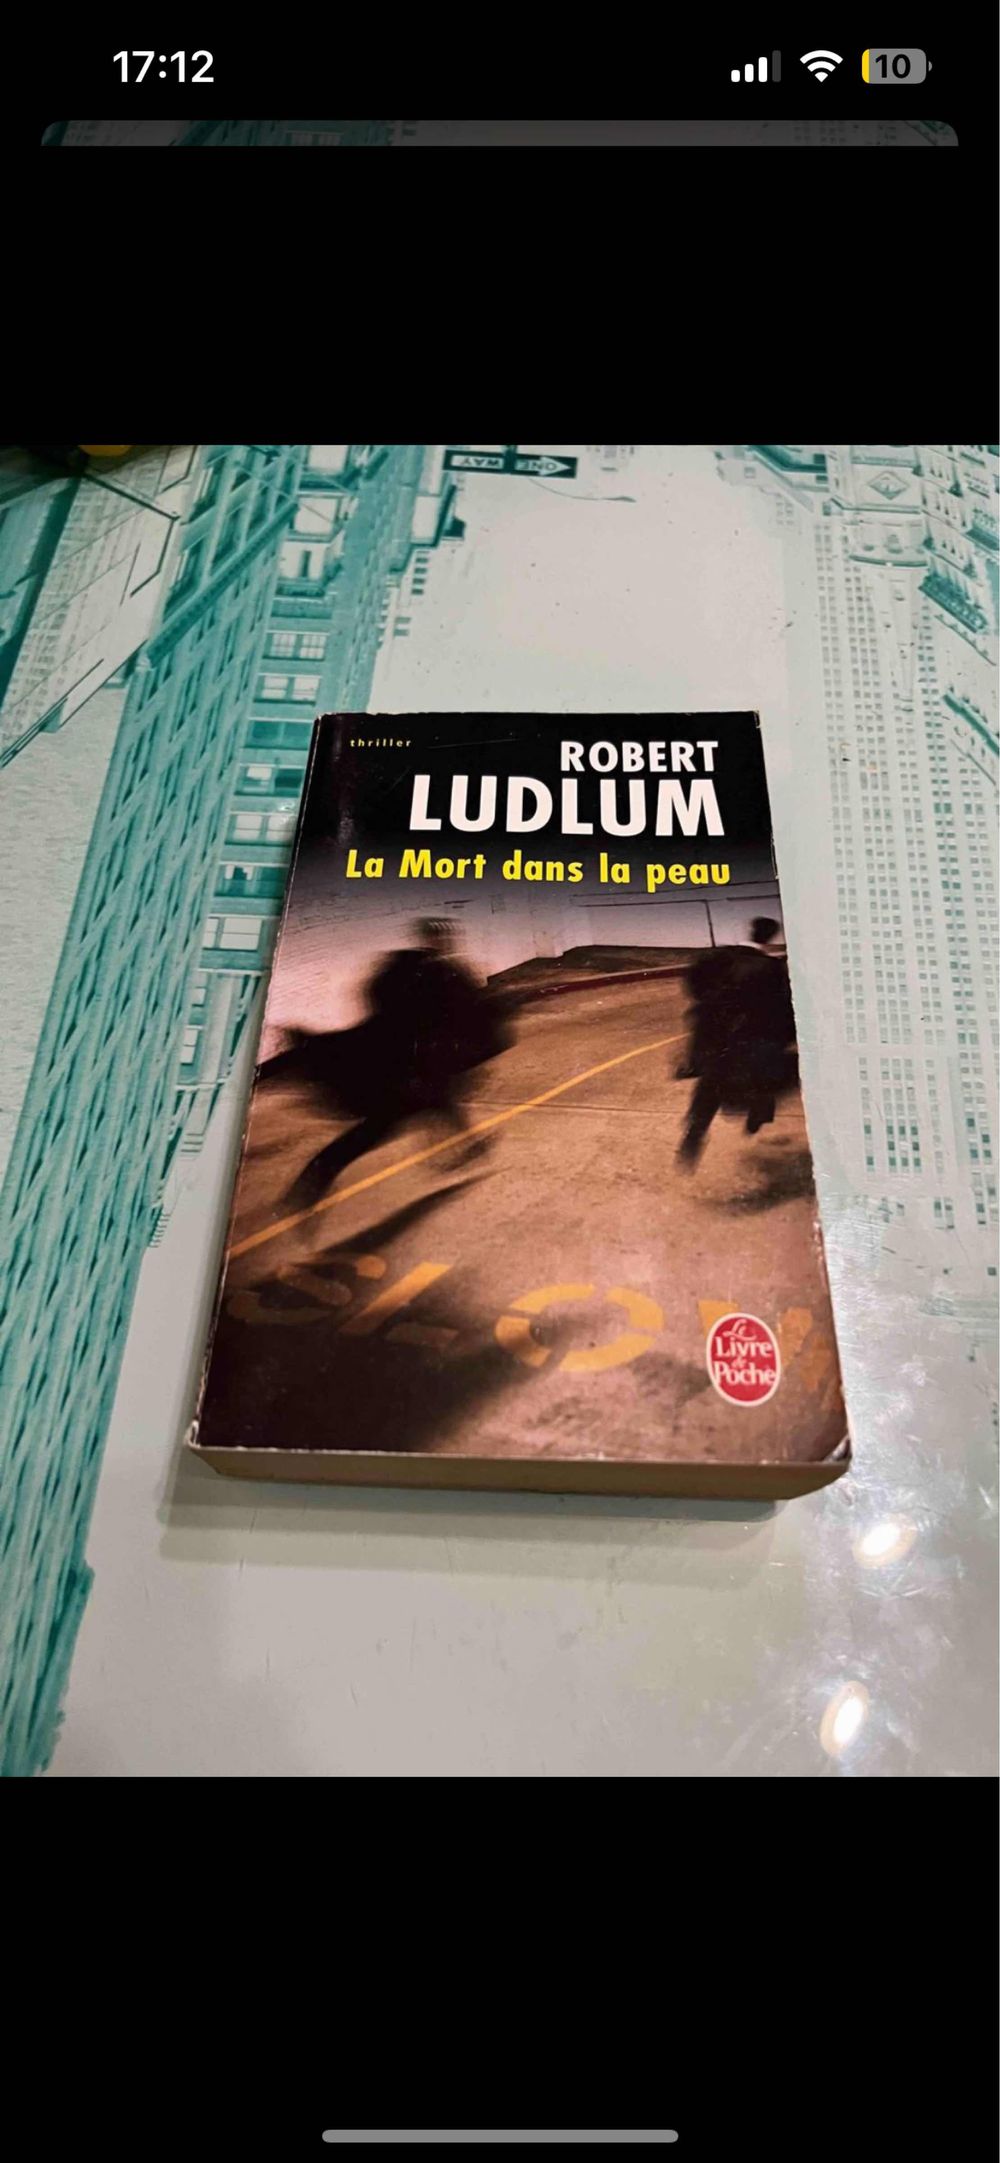 17:12
10
ONE WAY
thriller
ROBERT
LUDLUM
La Mort dans la peau
SLOW
Le
Livre
de
Poche